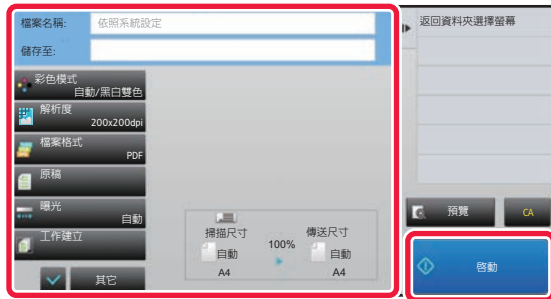 檔案名稱: 依照系統設定
儲存至:
彩色模式
自動/黑白雙色
解析度
200x200dpi
檔案格式
PDF
原稿
曝光
自動
工作建立
其它
掃描尺寸
自動
A4
100%
傳送尺寸
自動
A4
返回資料夾選擇螢幕
預覽
CA
啓動